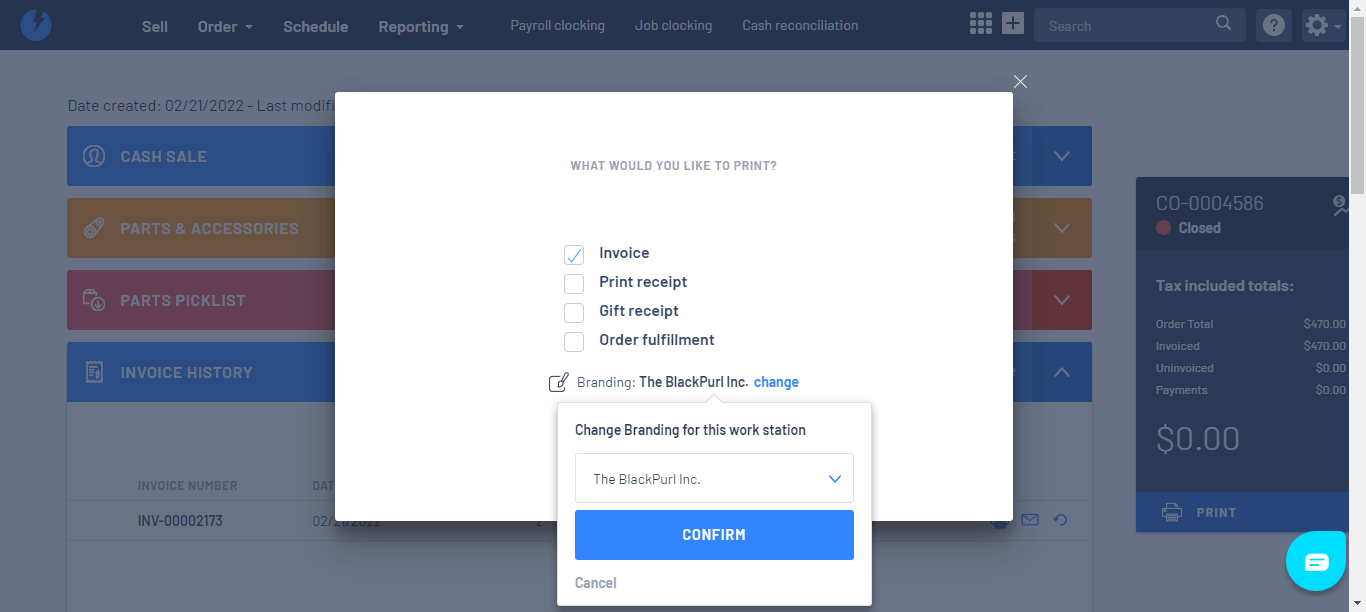 Sell Order Schedule Reporting Payroll clocking Job clocking Cash reconciliation Search
Date created: 02/21/2022 - Last modifi
CASH SALE
PARTS & ACCESSORIES
PARTS PICKLIST
INVOICE HISTORY
INVOICE NUMBER DAT
INV-00002173 02/21/2022
WHAT WOULD YOU LIKE TO PRINT?
Invoice
Print receipt
Gift receipt
Order fulfillment
Branding: The BlackPurl Inc. change
Change Branding for this work station
The BlackPurl Inc.
CONFIRM
Cancel
CO-0004586
Closed
Tax included totals:
Order Total $470.00
Invoiced $470.00
Uninvoiced $0.00
Payments $0.00
$0.00
PRINT